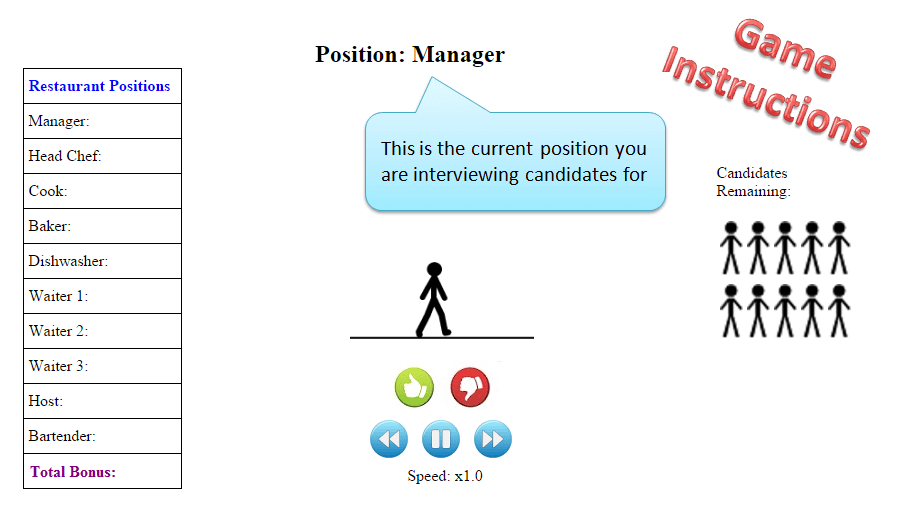 Position: Manager
Game
Instructions
Restaurant Positions
Manager:
Head Chef:
Cook:
Baker:
Dishwasher:
Waiter 1:
Waiter 2:
Waiter 3:
Host:
Bartender:
Total Bonus:
This is the current position you
are interviewing candidates for
Candidates
Remaining:
Speed: x1.0